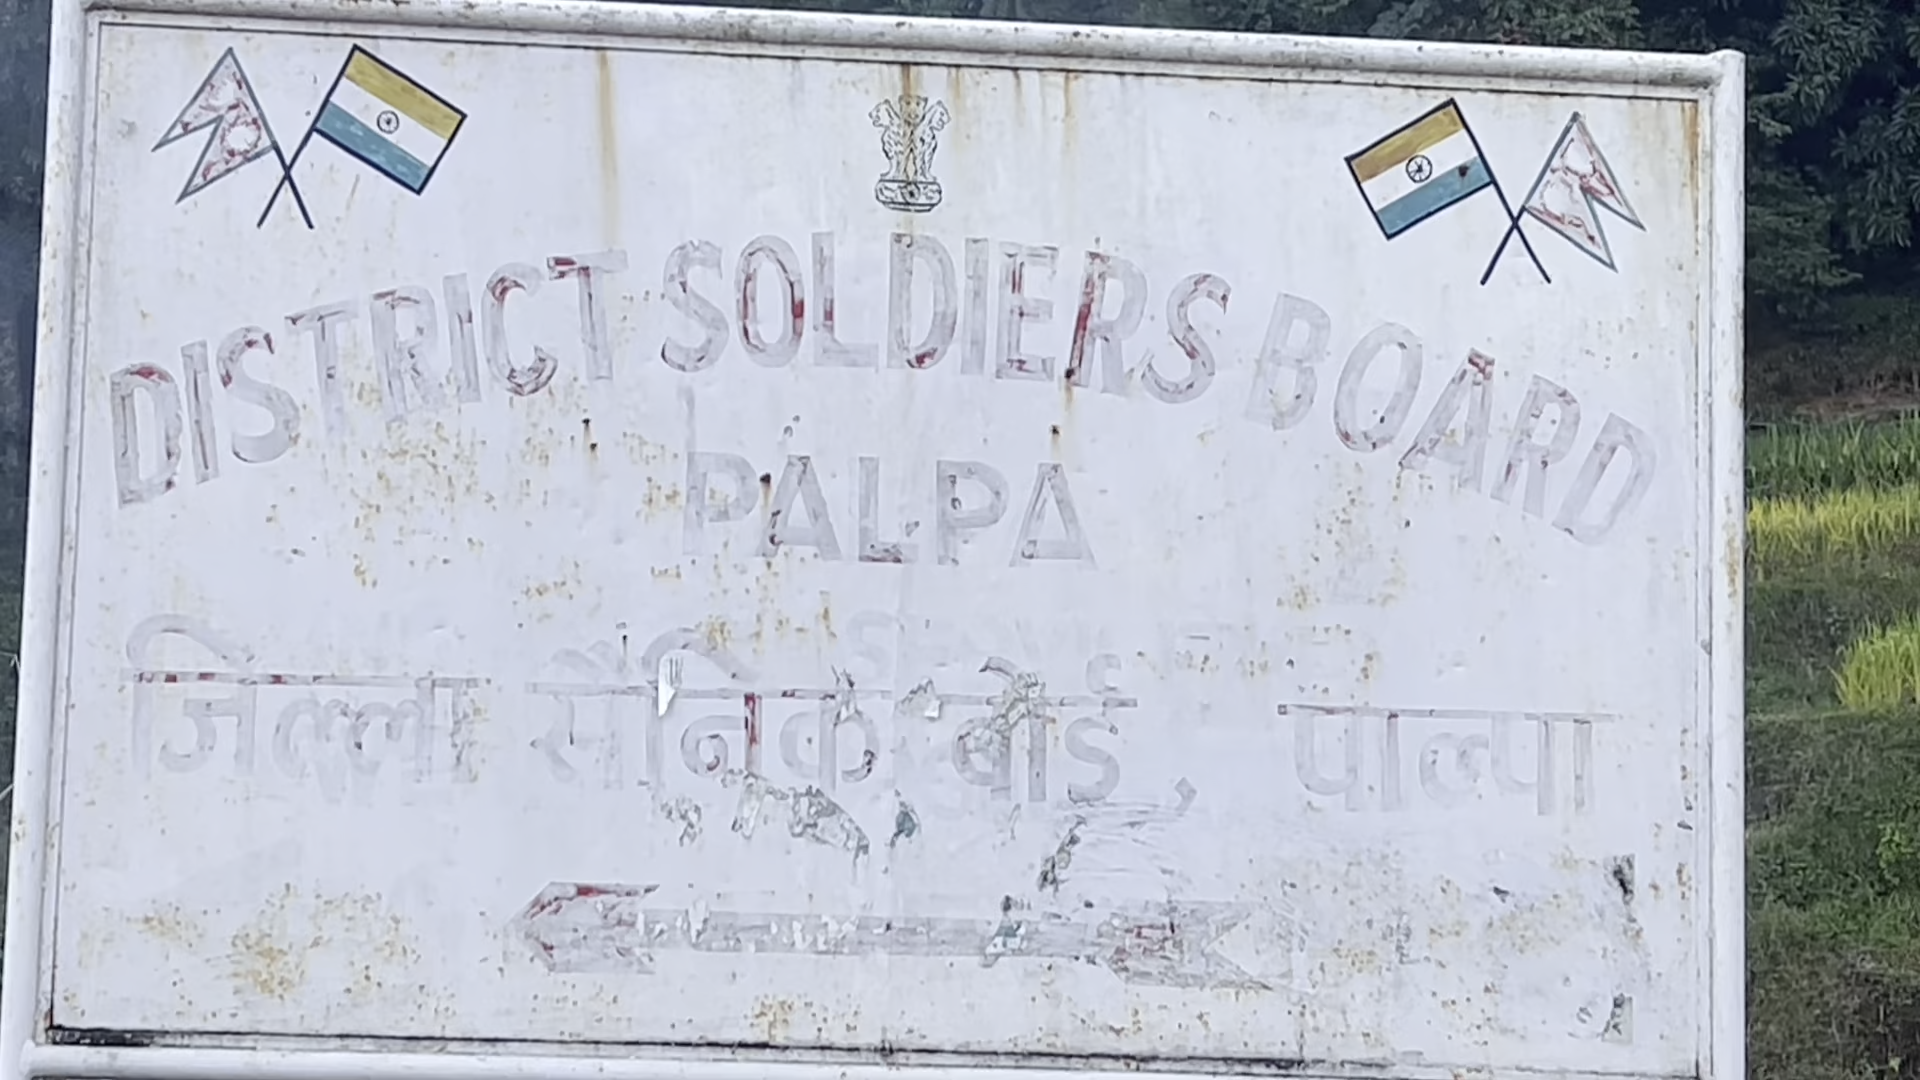 DISTRICT SOLDIERS BOARD
PALPA
जिल्ला सैनिक बोर्ड, पाल्पा